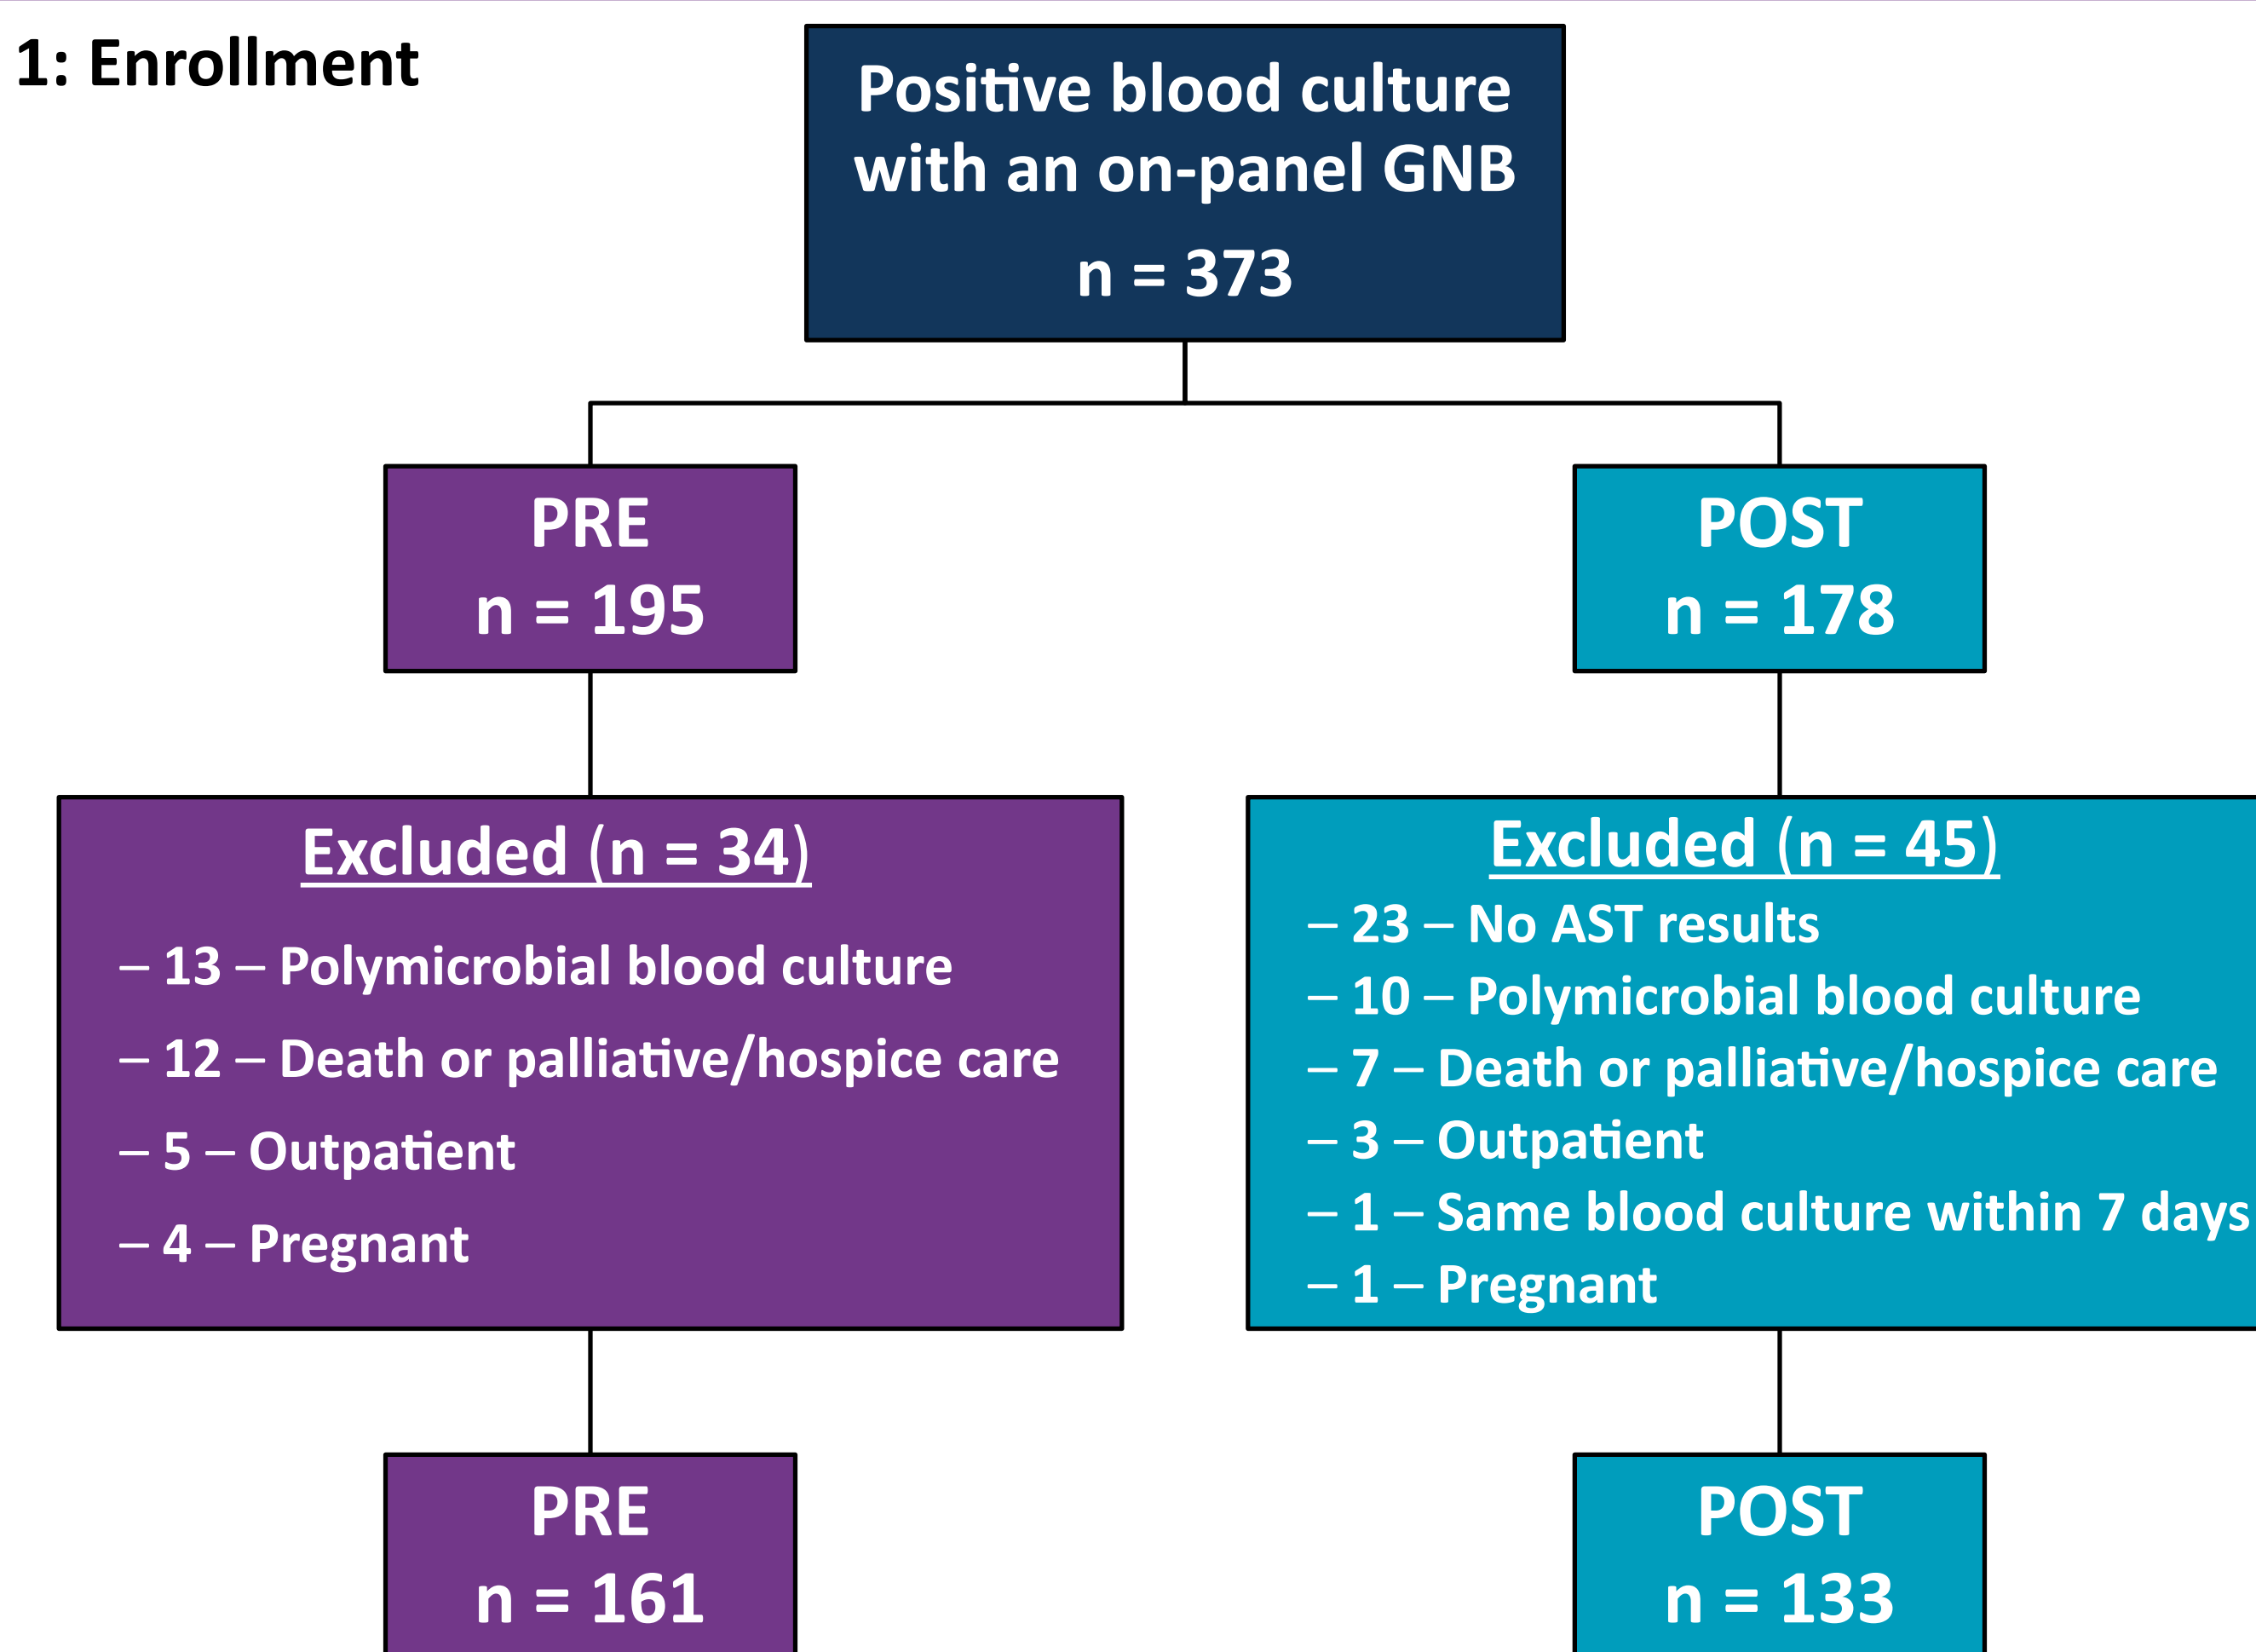 1: Enrollment
Positive blood culture
with an on-panel GNB
n = 373
PRE
n = 195
POST
n = 178
Excluded (n = 34)
– 13 – Polymicrobial blood culture
– 12 – Death or palliative/hospice care
– 5 – Outpatient
– 4 – Pregnant
Excluded (n = 45)
– 23 – No AST results
– 10 – Polymicrobial blood culture
– 7 – Death or palliative/hospice care
– 3 – Outpatient
– 1 – Same blood culture within 7 days
– 1 – Pregnant
PRE
n = 161
POST
n = 133